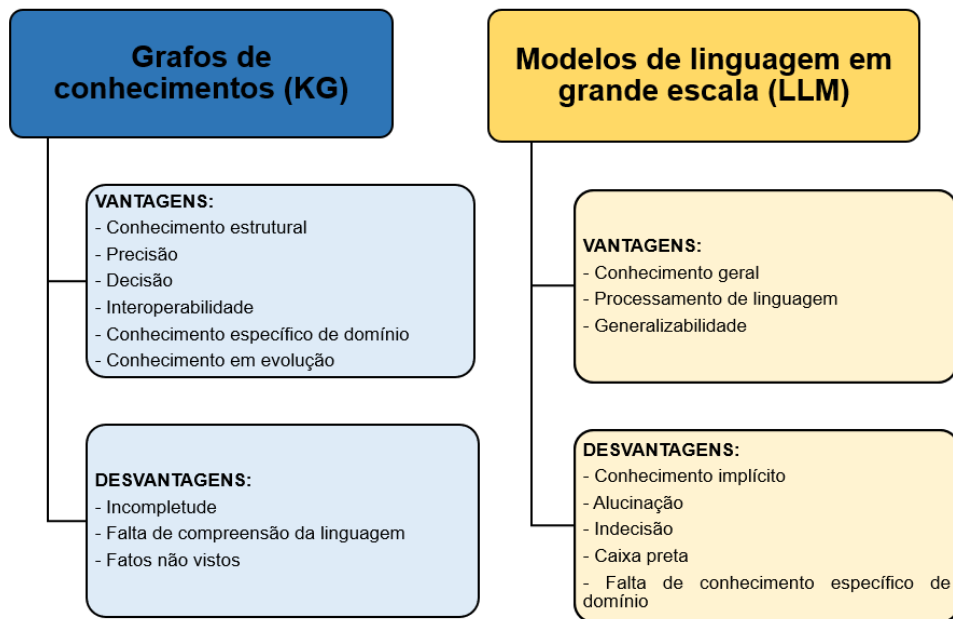 Grafos de
conhecimentos (KG)
VANTAGENS:
- Conhecimento estrutural
- Precisão
- Decisão
- Interoperabilidade
- Conhecimento específico de domínio
- Conhecimento em evolução
DESVANTAGENS:
- Incompletude
- Falta de compreensão da linguagem
- Fatos não vistos
Modelos de linguagem em
grande escala (LLM)
VANTAGENS:
- Conhecimento geral
- Processamento de linguagem
- Generalizabilidade
DESVANTAGENS:
- Conhecimento implícito
- Alucinação
- Indecisão
- Caixa preta
- Falta de conhecimento específico de
domínio